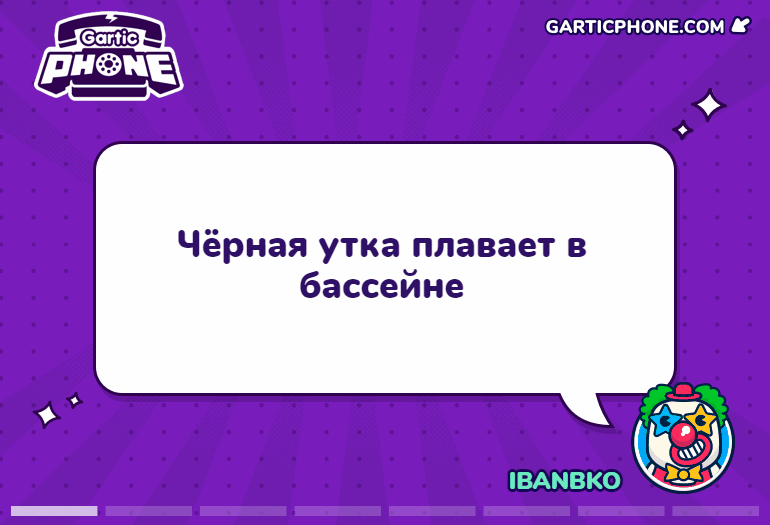 Gartic
PHONE
GARTICPHONE.COM
Чёрная утка плавает в
бассейне
IBANBKO